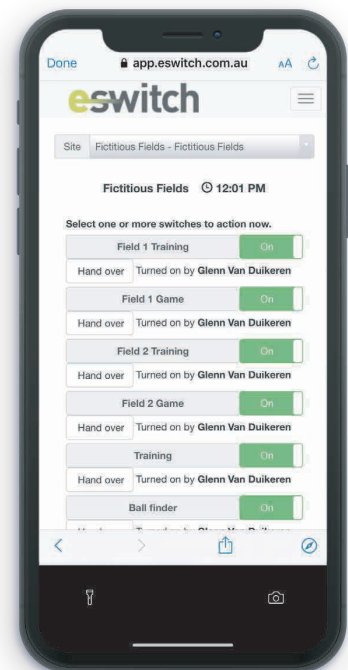 Done
app.eswitch.com.au
AA
eswitch
Site Fictitious Fields - Fictitious Fields
Fictitious Fields 12:01 PM
Select one or more switches to action now.
Field 1 Training On
Hand over Turned on by Glenn Van Duikeren
Field 1 Game On
Hand over Turned on by Glenn Van Duikeren
Field 2 Training On
Hand over Turned on by Glenn Van Duikeren
Field 2 Game On
Hand over Turned on by Glenn Van Duikeren
Training On
Hand over Turned on by Glenn Van Duikeren
Ball finder On